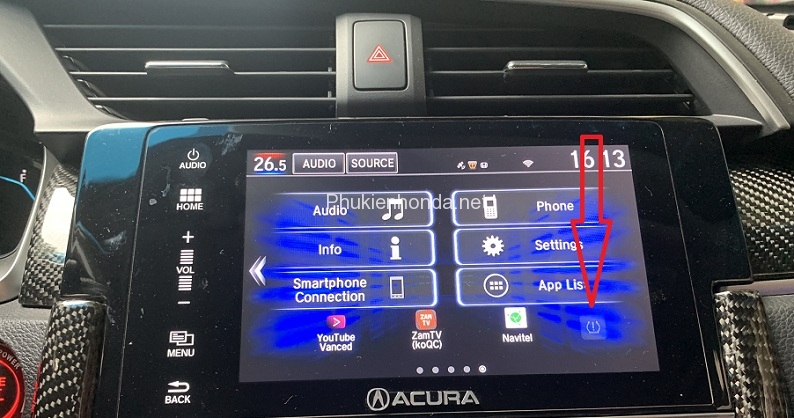 AUDIO
HOME
+
VOL
−
MENU
BACK
26.5 AUDIO SOURCE 16 13
Phukienhonda.net
Audio
Phone
Info
Settings
Smartphone
Connection
App List
YouTube
Vanced
ZAM
TV
ZamTV
(koQC)
Navitel
ACURA
POWER
F